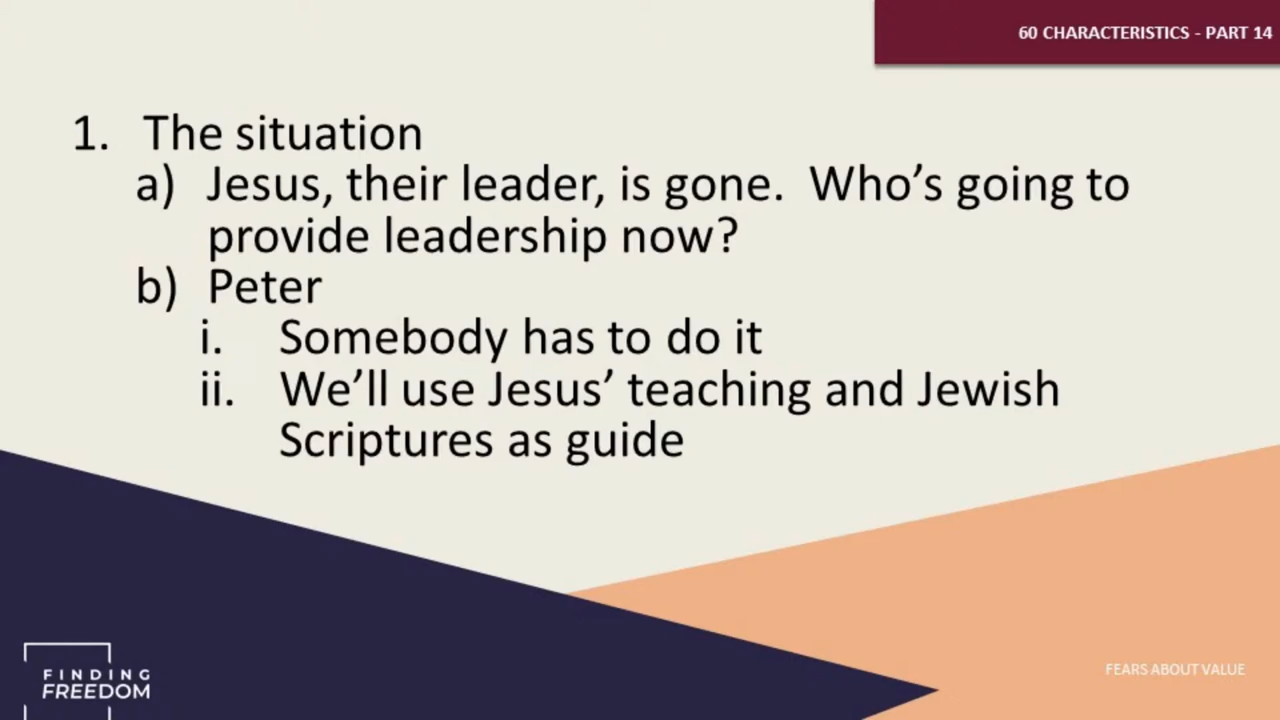 60 CHARACTERISTICS - PART 14
1. The situation
a) Jesus, their leader, is gone.  Who’s going to
provide leadership now?
b) Peter
i. Somebody has to do it
ii. We’ll use Jesus’ teaching and Jewish
Scriptures as guide
FINDING
FREEDOM
FEARS ABOUT VALUE